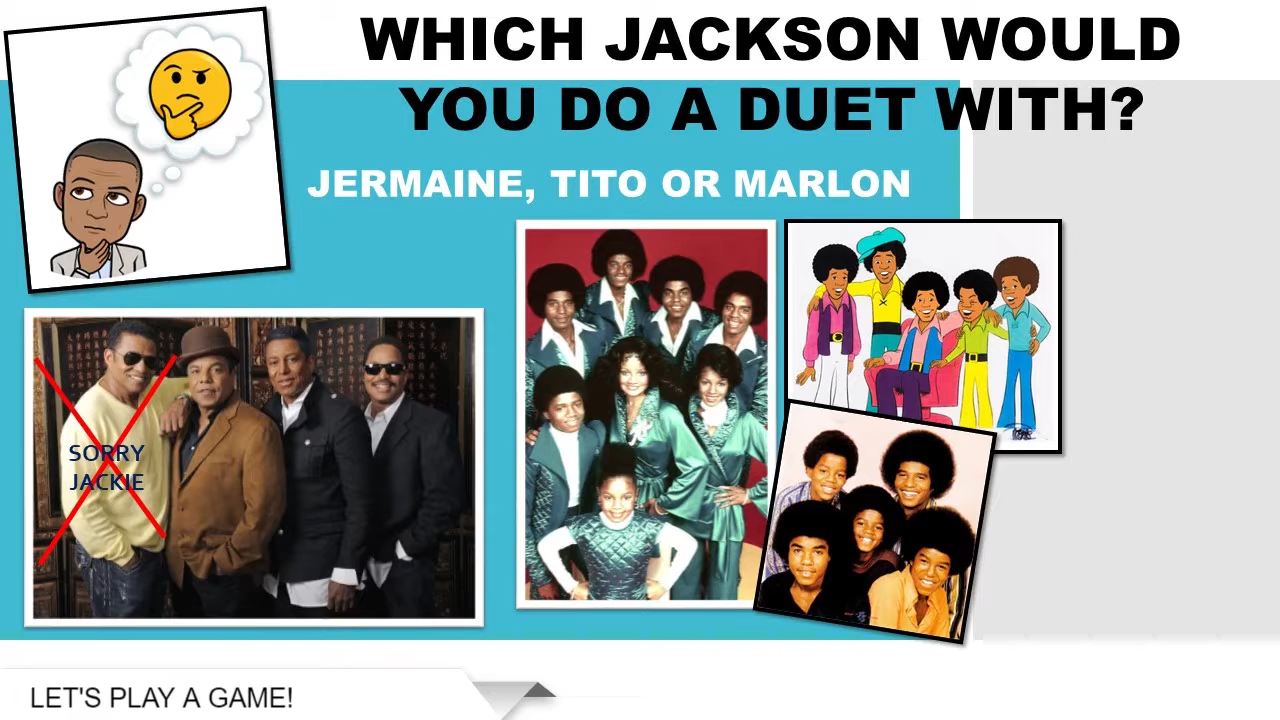 WHICH JACKSON WOULD
YOU DO A DUET WITH?
JERMAINE, TITO OR MARLON
SORRY
JACKIE
LET'S PLAY A GAME!